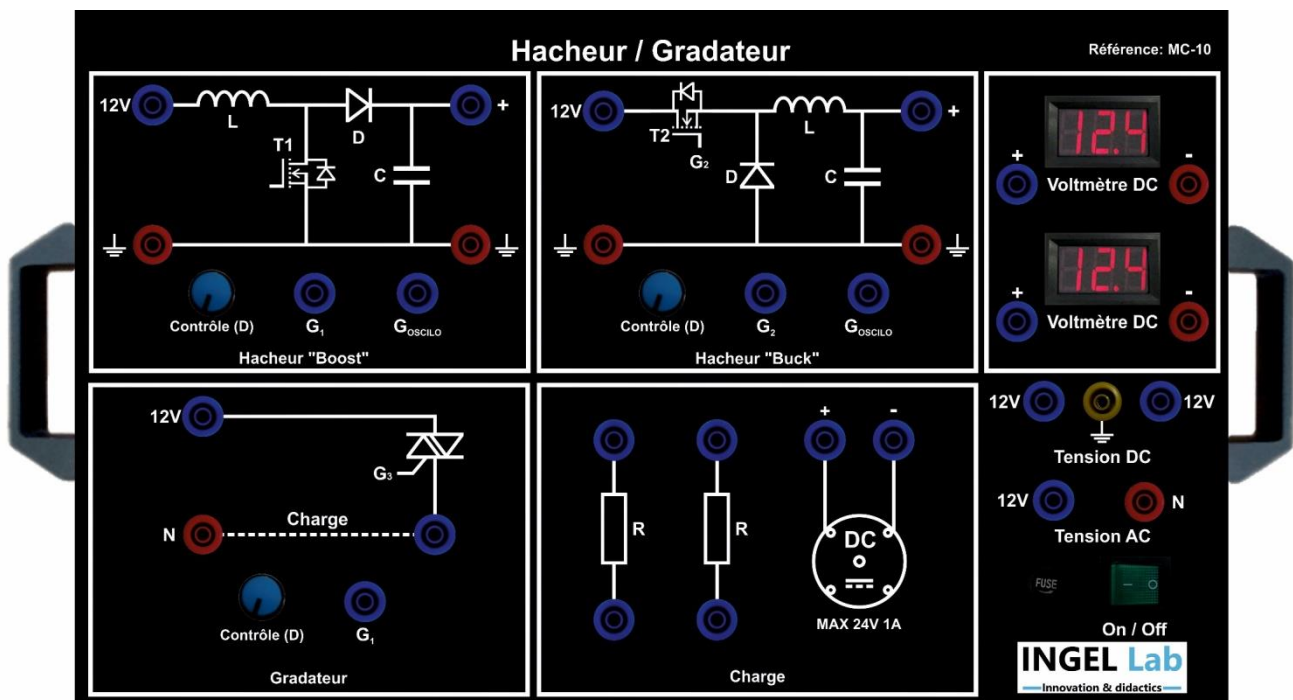 Hacheur / Gradateur
Référence: MC-10
12V
L
D
+
T1
C
Contrôle (D)
G1
GOSCILO
Hacheur "Boost"
12V
T2
G2
L
+
D
C
Contrôle (D)
G2
GOSCILO
Hacheur "Buck"
12.4
+
-
Voltmètre DC
12.4
+
-
Voltmètre DC
12V
G3
N
Charge
Contrôle (D)
G1
Gradateur
+
-
R
R
DC
MAX 24V 1A
Charge
12V
12V
Tension DC
12V
N
Tension AC
FUSE
On / Off
INGEL Lab
Innovation & didactics